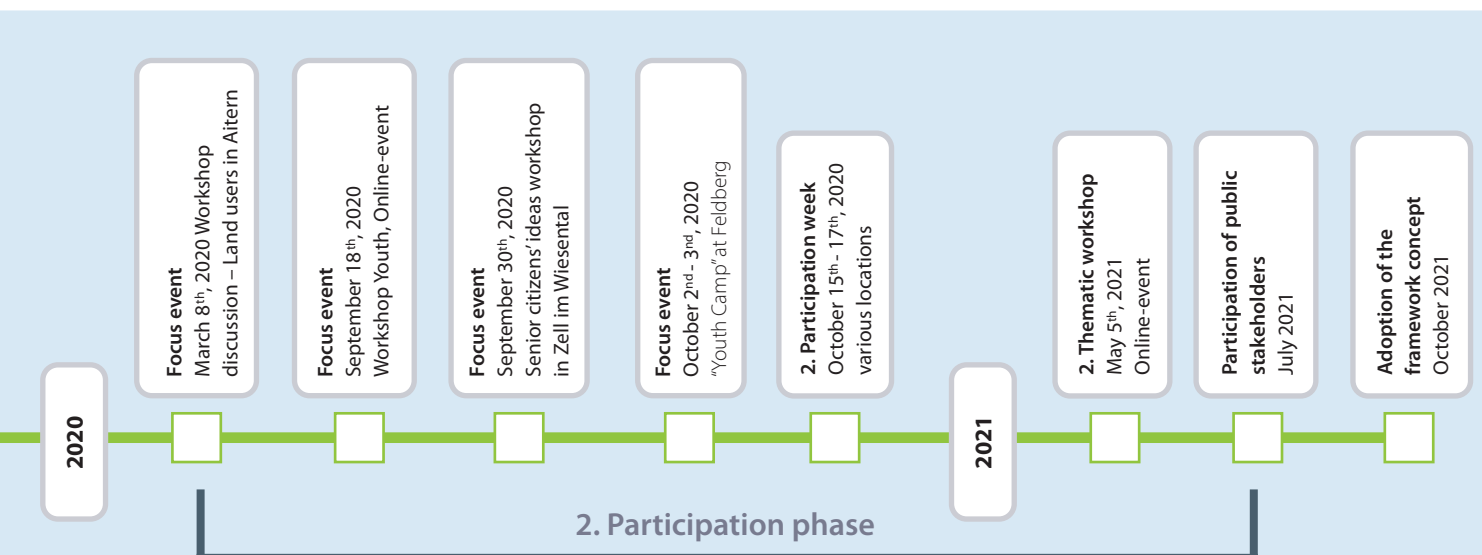 2020
Focus event
March 8th, 2020 Workshop
discussion – Land users in Aitern
Focus event
September 18th, 2020
Workshop Youth, Online-event
Focus event
September 30th, 2020
Senior citizens’ ideas workshop
in Zell im Wiesental
Focus event
October 2nd - 3nd, 2020
“Youth Camp” at Feldberg
2. Participation week
October 15th - 17th, 2020
various locations
2021
2. Thematic workshop
May 5th, 2021
Online-event
Participation of public
stakeholders
July 2021
Adoption of the
framework concept
October 2021
2. Participation phase